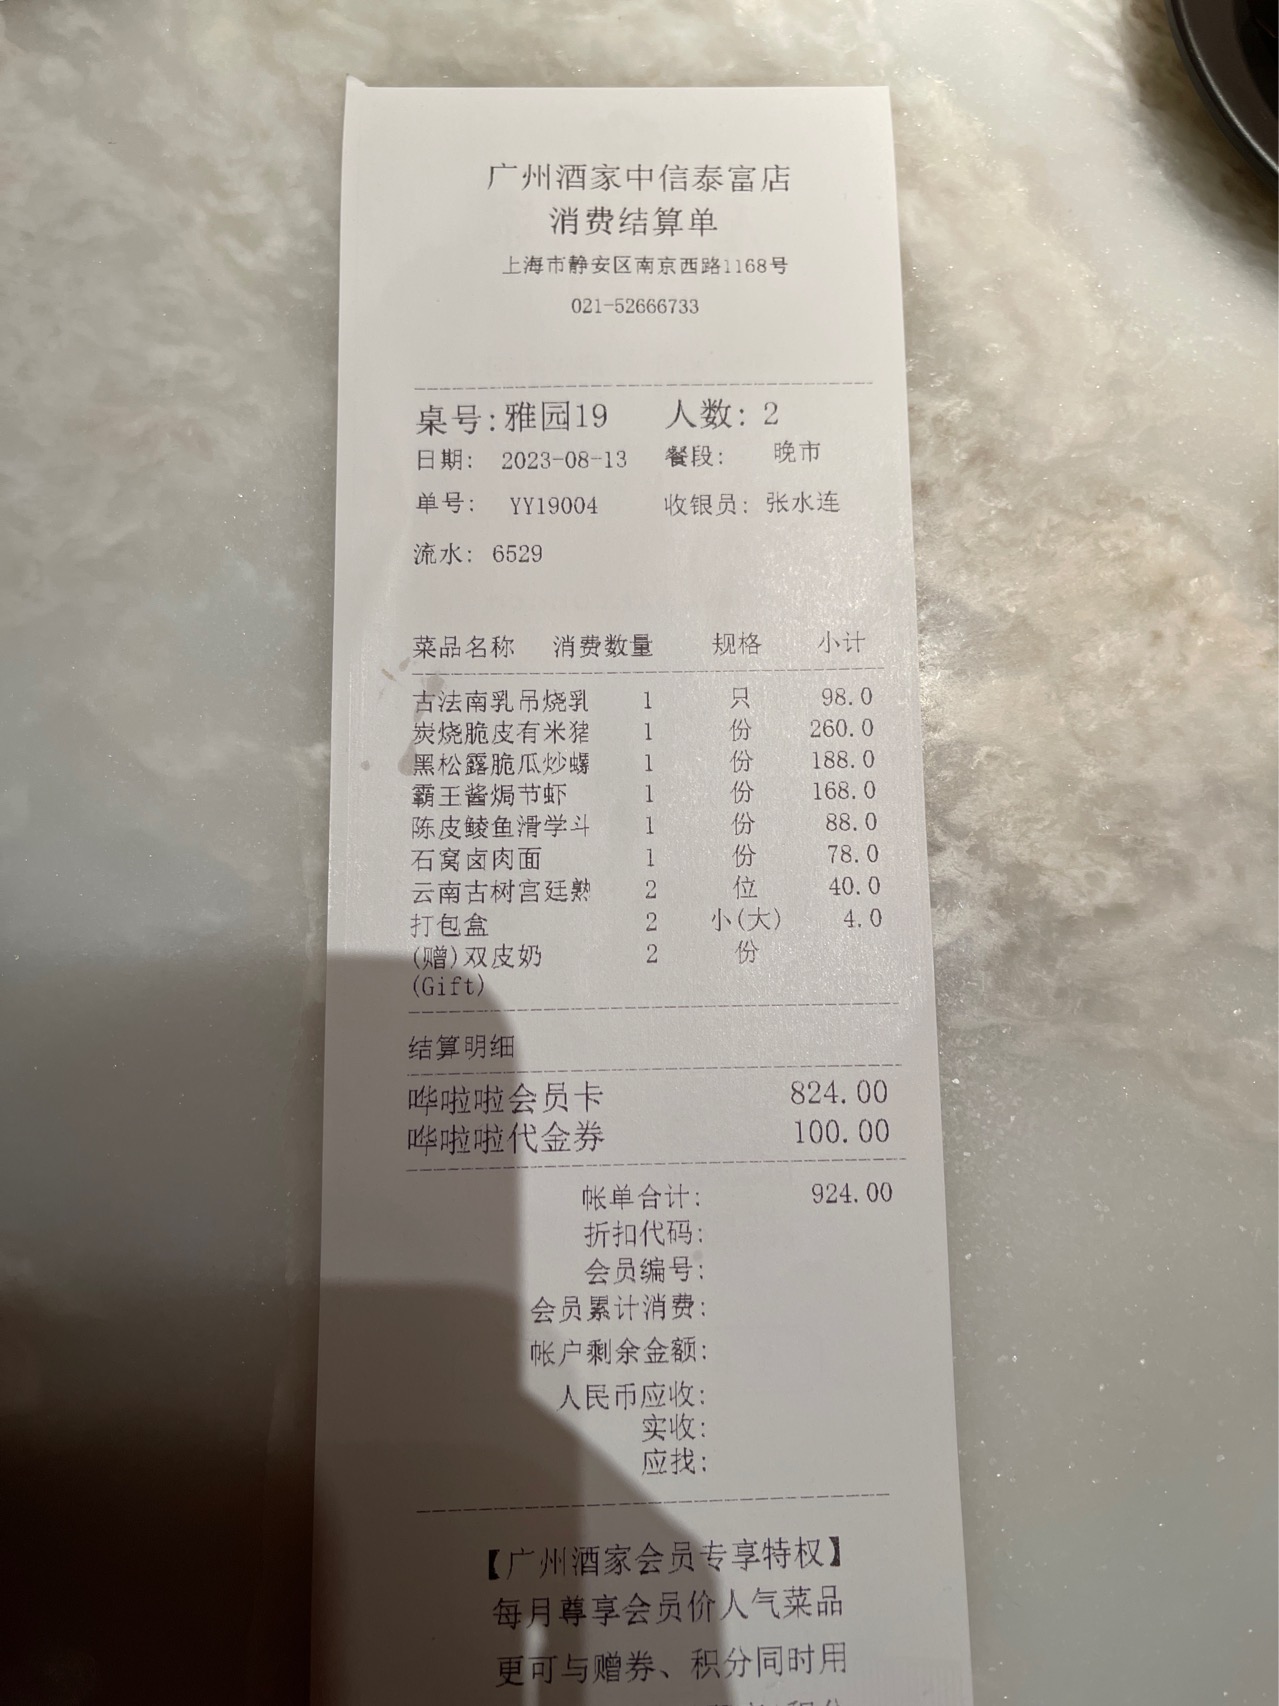 广州酒家中信泰富店
消费结算单
上海市静安区南京西路1168号
021-52666733
桌号:雅园19 人数: 2
日期: 2023-08-13 餐段: 晚市
单号: YY19004 收银员: 张水连
流水: 6529
菜品名称 消费数量 规格 小计
古法南乳吊烧乳 1 只 98.0
炭烧脆皮有米猪 1 份 260.0
黑松露脆瓜炒螺 1 份 188.0
霸王酱焗节虾 1 份 168.0
陈皮鲮鱼滑学斗 1 份 88.0
石窝卤肉面 1 份 78.0
云南古树宫廷熟 2 位 40.0
打包盒 2 小(大) 4.0
(赠)双皮奶 2 份
(Gift)
结算明细
哗啦啦会员卡 824.00
哗啦啦代金券 100.00
帐单合计: 924.00
折扣代码:
会员编号:
会员累计消费:
帐户剩余金额:
人民币应收:
实收:
应找:
【广州酒家会员专享特权】
每月尊享会员价人气菜品
更可与赠券、积分同时用